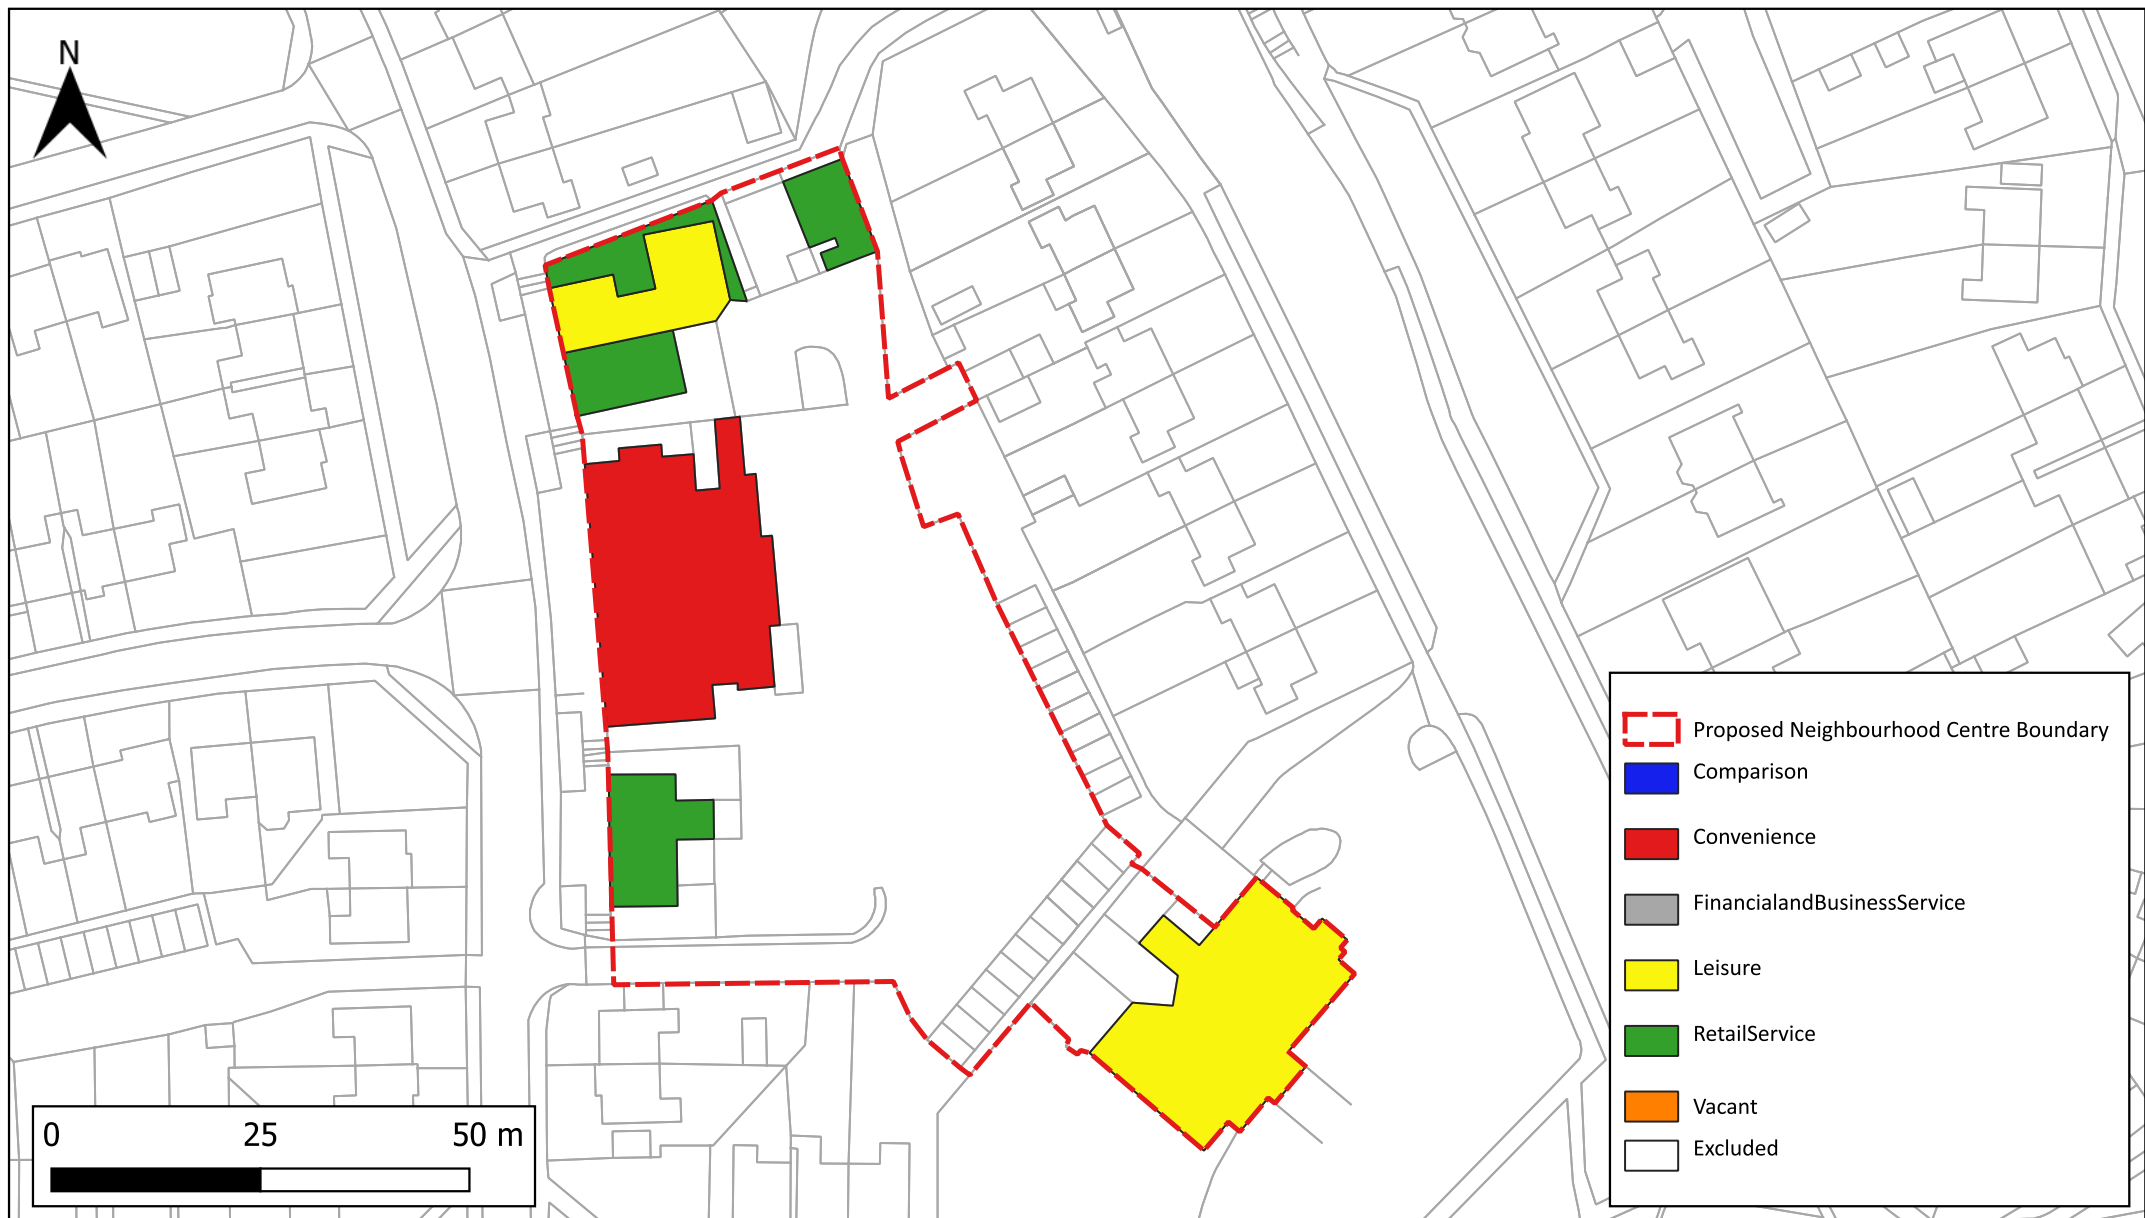 N
Proposed Neighbourhood Centre Boundary
Comparison
Convenience
FinancialandBusinessService
Leisure
RetailService
Vacant
Excluded
0 25 50 m